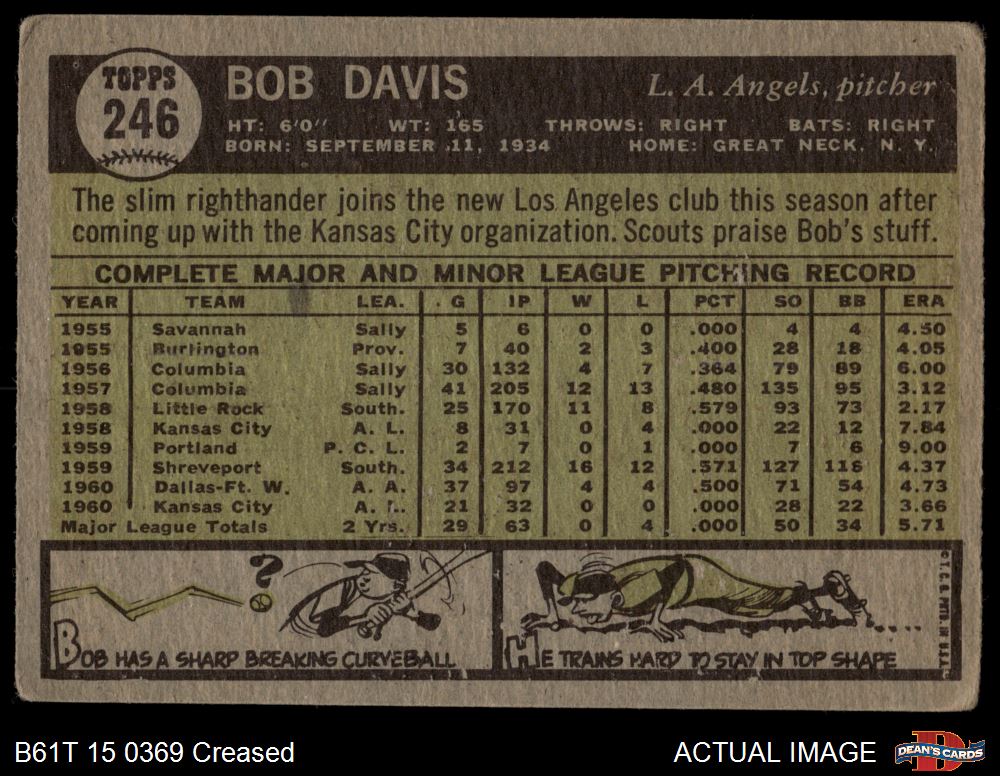 TOPPS
246
BOB DAVIS
L. A. Angels, pitcher
HT: 6'0" WT: 165 THROWS: RIGHT BATS: RIGHT
BORN: SEPTEMBER 11, 1934 HOME: GREAT NECK, N. Y.
The slim righthander joins the new Los Angeles club this season after
coming up with the Kansas City organization. Scouts praise Bob's stuff.
COMPLETE MAJOR AND MINOR LEAGUE PITCHING RECORD
YEAR TEAM LEA. G IP W L PCT SO BB ERA
1955 Savannah Sally 5 6 0 0 .000 4 4 4.50
1955 Burlington Prov. 7 40 2 3 .400 28 18 4.05
1956 Columbia Sally 30 132 4 7 .364 79 89 6.00
1957 Columbia Sally 41 205 12 13 .480 135 95 3.12
1958 Little Rock South. 25 170 11 8 .579 93 73 2.17
1958 Kansas City A. L. 8 31 0 4 .000 22 12 7.84
1959 Portland P. C. L. 2 7 0 1 .000 7 6 9.00
1959 Shreveport South. 34 212 16 12 .571 127 116 4.37
1960 Dallas-Ft. W. A. A. 37 97 4 4 .500 71 54 4.73
1960 Kansas City A. L. 21 32 0 0 .000 28 22 3.66
Major League Totals 2 Yrs. 29 63 0 4 .000 50 34 5.71
?
BOB HAS A SHARP BREAKING CURVEBALL
HE TRAINS HARD TO STAY IN TOP SHAPE
© T. C. G. PTD. IN U.S.A.
B61T 15 0369 Creased
ACTUAL IMAGE
DEAN'S CARDS